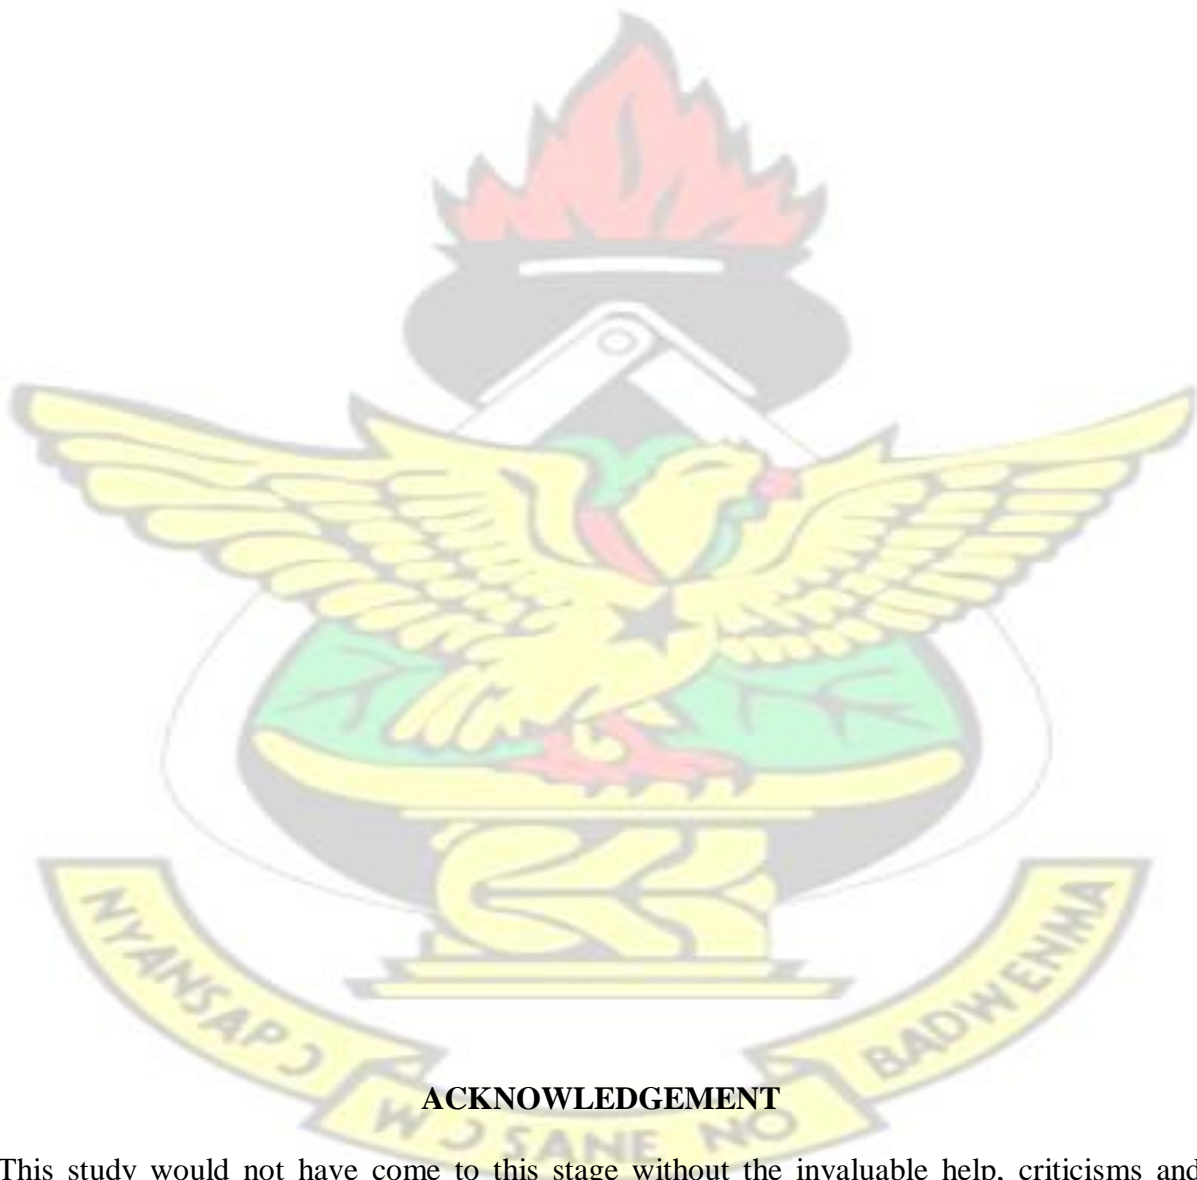 NYANSAPƆ
WƆSANE NO
BADWENMA
ACKNOWLEDGEMENT
This study would not have come to this stage without the invaluable help, criticisms and